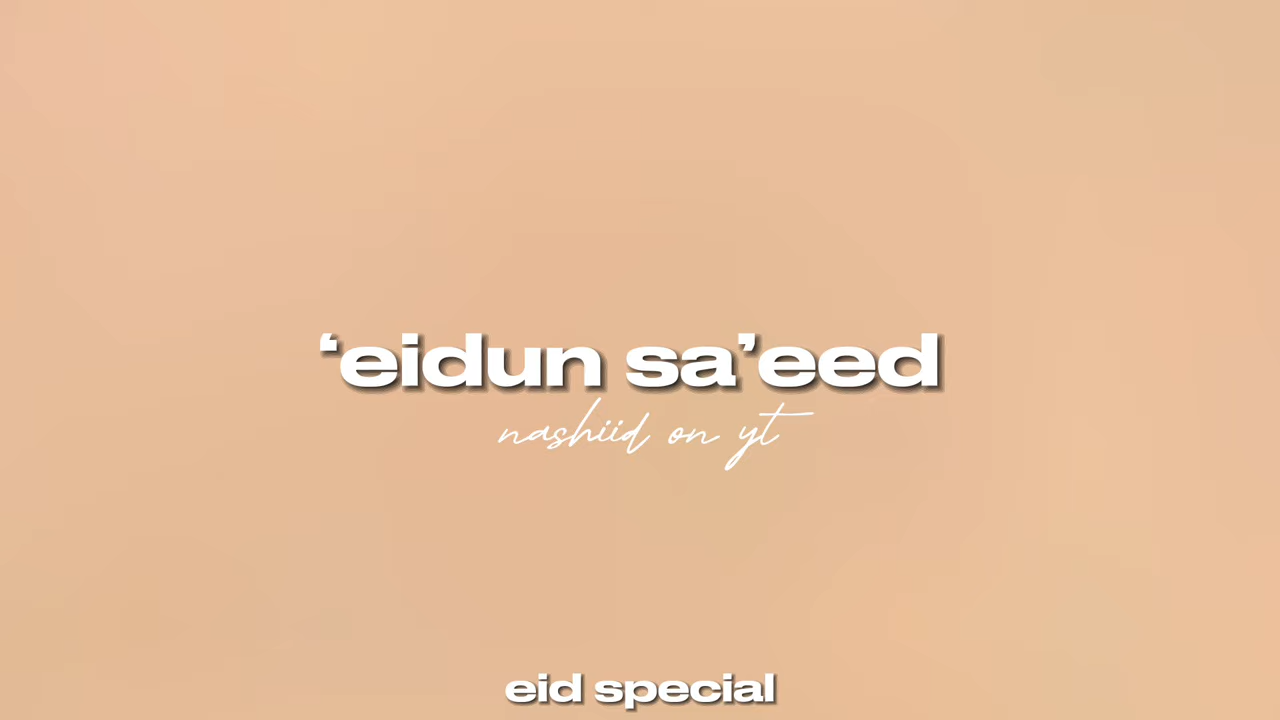 ‘eidun sa’eed
nashiid on yt
eid special